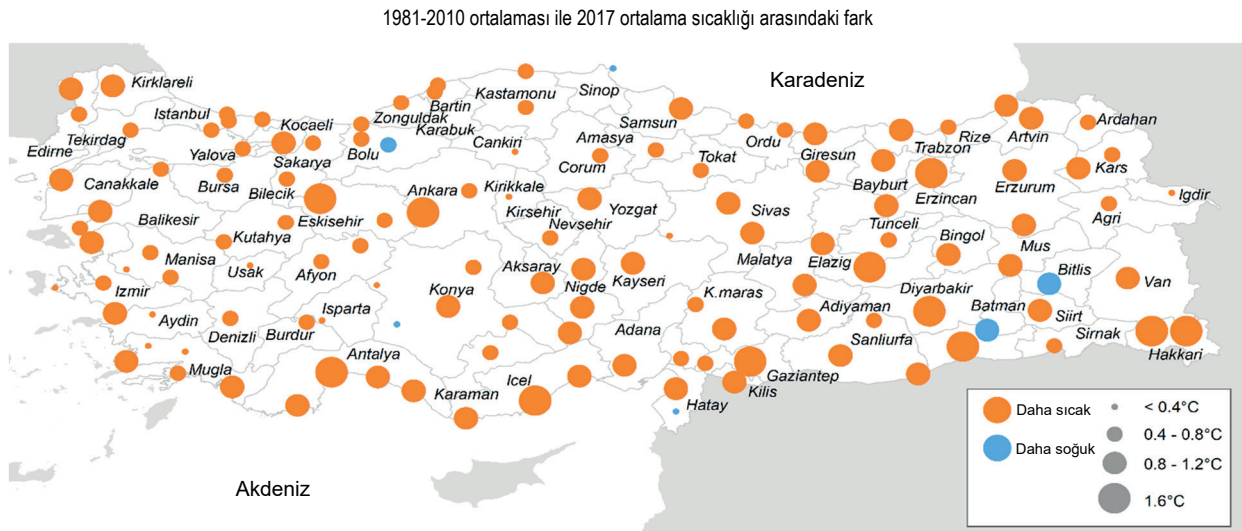 1981-2010 ortalaması ile 2017 ortalama sıcaklığı arasındaki fark
Karadeniz
Kirklareli
Istanbul
Tekirdag
Edirne
Kocaeli
Yalova
Sakarya
Zonguldak
Bartin
Karabuk
Bolu
Kastamonu
Sinop
Cankiri
Samsun
Amasya
Corum
Tokat
Ordu
Giresun
Trabzon
Rize
Artvin
Ardahan
Kars
Bayburt
Erzurum
Erzincan
Igdir
Agri
Canakkale
Bursa
Bilecik
Balikesir
Eskisehir
Ankara
Kirikkale
Kirsehir
Yozgat
Sivas
Tunceli
Bingol
Mus
Kutahya
Nevsehir
Malatya
Elazig
Bitlis
Van
Manisa
Usak
Afyon
Aksaray
Kayseri
Nigde
Konya
K.maras
Adiyaman
Diyarbakir
Batman
Siirt
Sirnak
Hakkari
Izmir
Aydin
Denizli
Burdur
Isparta
Adana
Sanliurfa
Mugla
Antalya
Karaman
Icel
Gaziantep
Kilis
Hatay
Akdeniz
Daha sıcak
Daha soğuk
< 0.4°C
0.4 - 0.8°C
0.8 - 1.2°C
1.6°C